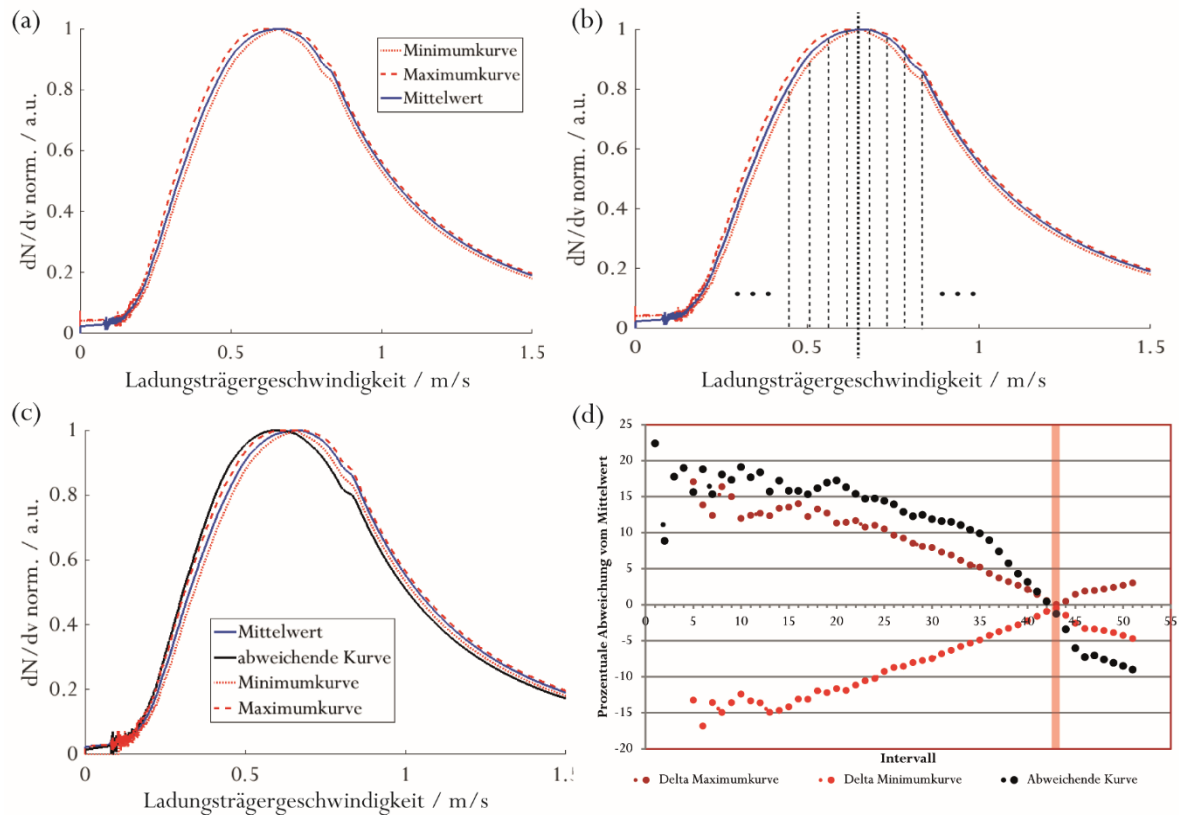 (a)
1
0.8
0.6
0.4
0.2
0
dN/dv norm. / a.u.
Minimumkurve
Maximumkurve
Mittelwert
0 0.5 1 1.5
Ladungsträgergeschwindigkeit / m/s
(b)
1
0.8
0.6
0.4
0.2
0
dN/dv norm. / a.u.
0 0.5 1 1.5
Ladungsträgergeschwindigkeit / m/s
(c)
1
0.8
0.6
0.4
0.2
0
dN/dv norm. / a.u.
Mittelwert
abweichende Kurve
Minimumkurve
Maximumkurve
0 0.5 1 1.5
Ladungsträgergeschwindigkeit / m/s
(d)
25
20
15
10
5
0
-5
-10
-15
-20
Prozentuale Abweichung vom Mittelwert
0 5 10 15 20 25 30 35 40 45 50 55
Intervall
Delta Maximumkurve Delta Minimumkurve Abweichende Kurve